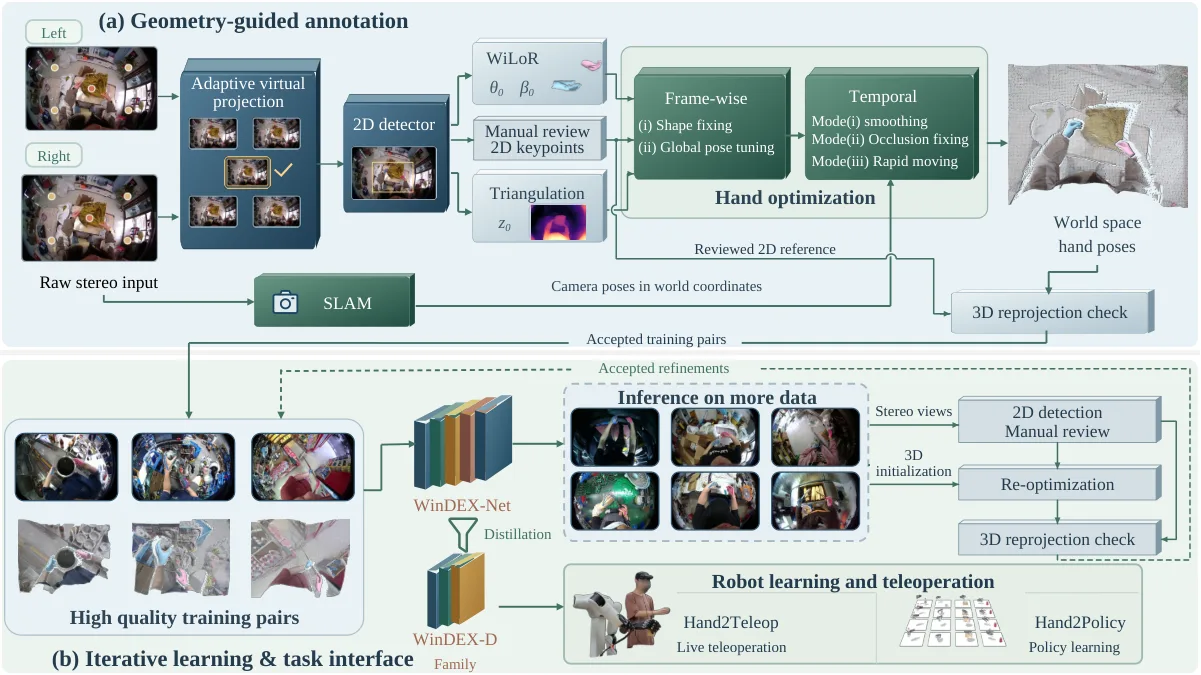 (a) Geometry-guided annotation
Left
Right
Raw stereo input
Adaptive virtual
projection
2D detector
WiLoR
θ₀ β₀
Manual review
2D keypoints
Triangulation
z₀
Frame-wise
(i) Shape fixing
(ii) Global pose tuning
Temporal
Mode(i) smoothing
Mode(ii) Occlusion fixing
Mode(iii) Rapid moving
Hand optimization
World space
hand poses
Reviewed 2D reference
SLAM
Camera poses in world coordinates
3D reprojection check
Accepted training pairs
Accepted refinements
High quality training pairs
(b) Iterative learning & task interface
WinDEX-Net
Distillation
WinDEX-D
Family
Inference on more data
Stereo views
3D
initialization
2D detection
Manual review
Re-optimization
3D reprojection check
Robot learning and teleoperation
Hand2Teleop
Live teleoperation
Hand2Policy
Policy learning